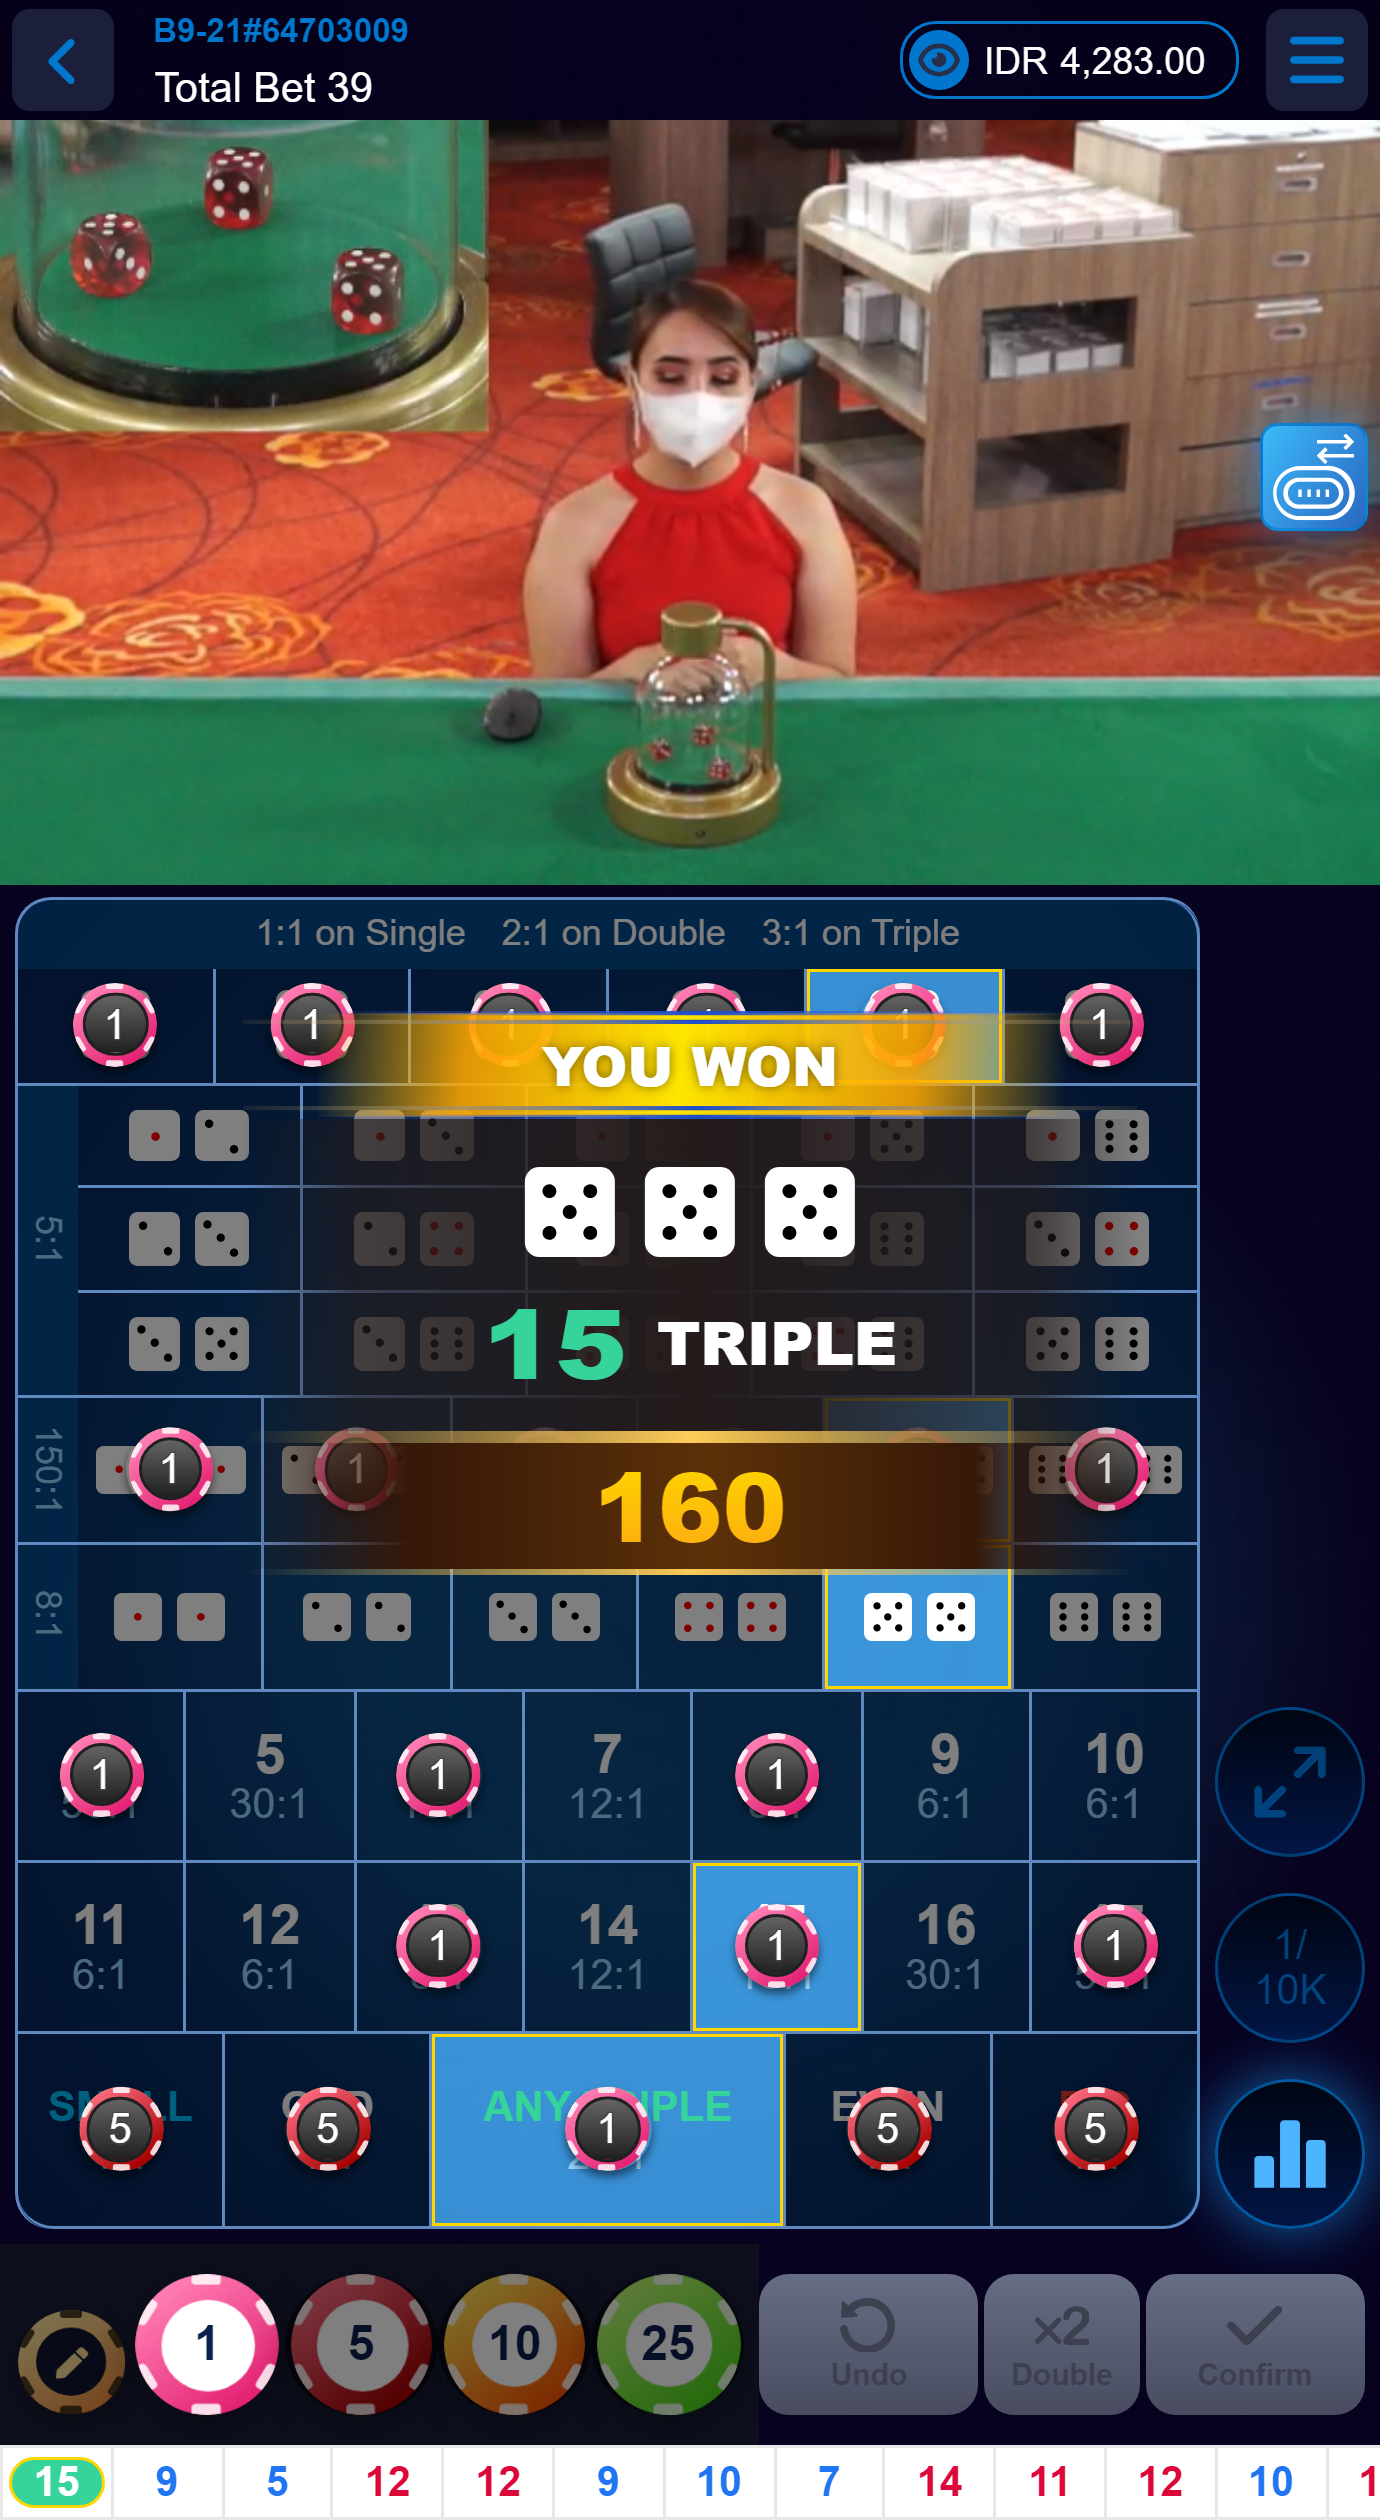 B9-21#64703009
Total Bet 39
IDR 4,283.00
1:1 on Single 2:1 on Double 3:1 on Triple
1 1 1 1 1
YOU WON
5:1
15 TRIPLE
150:1
1 1 1
160
8:1
1 5 1 7 1 9 10
30:1 12:1 6:1 6:1
11 12 1 14 1 16 1
6:1 6:1 12:1 30:1
1/
10K
ANY
5 5 1 5 5
1 5 10 25
x2
Undo Double Confirm
15 9 5 12 12 9 10 7 14 11 12 10